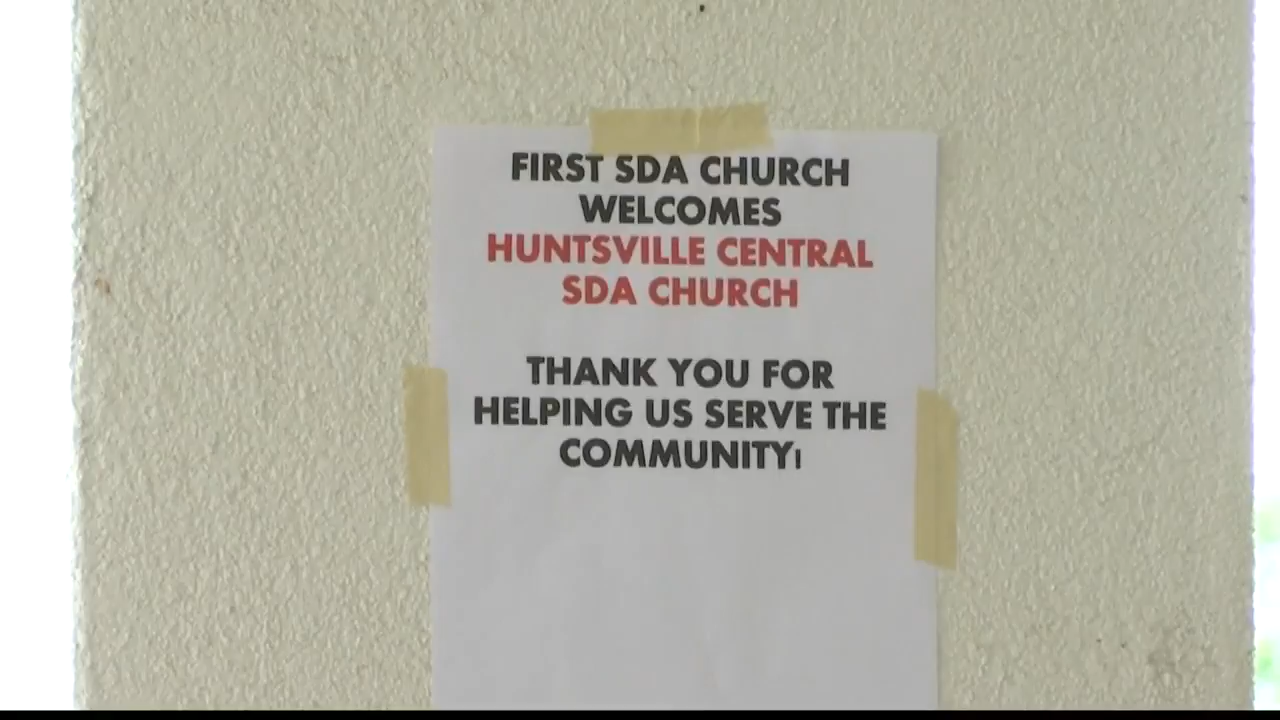 FIRST SDA CHURCH
WELCOMES
HUNTSVILLE CENTRAL
SDA CHURCH
THANK YOU FOR
HELPING US SERVE THE
COMMUNITY!